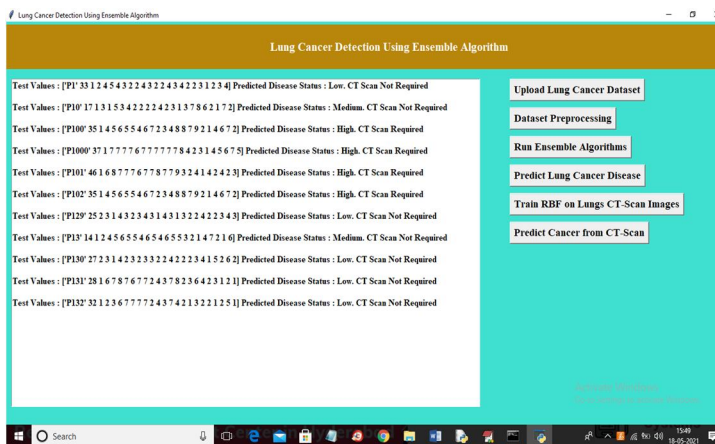 Lung Cancer Detection Using Ensemble Algorithm
Lung Cancer Detection Using Ensemble Algorithm
Test Values : ['P1' 33 1 2 4 5 4 3 2 2 4 3 2 2 4 3 4 2 2 3 1 2 3 4] Predicted Disease Status : Low. CT Scan Not Required
Test Values : ['P10' 17 1 3 1 5 3 4 2 2 2 2 4 2 3 1 3 7 8 6 2 1 7 2] Predicted Disease Status : Medium. CT Scan Not Required
Test Values : ['P100' 35 1 4 5 6 5 5 4 6 7 2 3 4 8 8 7 9 2 1 4 6 7 2] Predicted Disease Status : High. CT Scan Required
Test Values : ['P1000' 37 1 7 7 7 7 6 7 7 7 7 7 7 8 4 2 3 1 4 5 6 7 5] Predicted Disease Status : High. CT Scan Required
Test Values : ['P101' 46 1 6 8 7 7 7 6 7 7 8 7 7 9 3 2 4 1 4 2 4 2 3] Predicted Disease Status : High. CT Scan Required
Test Values : ['P102' 35 1 4 5 6 5 5 4 6 7 2 3 4 8 8 7 9 2 1 4 6 7 2] Predicted Disease Status : High. CT Scan Required
Test Values : ['P129' 25 2 3 1 4 3 2 3 4 3 1 4 3 1 3 2 2 4 2 2 3 4 3] Predicted Disease Status : Low. CT Scan Not Required
Test Values : ['P13' 14 1 2 4 5 6 5 5 4 6 5 4 6 5 5 3 2 1 4 7 2 1 6] Predicted Disease Status : Medium. CT Scan Not Required
Test Values : ['P130' 27 2 3 1 4 2 3 2 3 3 2 2 4 2 2 2 3 4 1 5 2 6 2] Predicted Disease Status : Low. CT Scan Not Required
Test Values : ['P131' 28 1 6 7 8 7 6 7 7 2 4 3 7 8 2 3 6 4 2 3 1 2 1] Predicted Disease Status : Low. CT Scan Not Required
Test Values : ['P132' 32 1 2 3 6 7 7 7 7 2 4 3 7 4 2 1 3 2 2 1 2 5 1] Predicted Disease Status : Low. CT Scan Not Required
Upload Lung Cancer Dataset
Dataset Preprocessing
Run Ensemble Algorithms
Predict Lung Cancer Disease
Train RBF on Lungs CT-Scan Images
Predict Cancer from CT-Scan
Search
15:49
18-05-2021